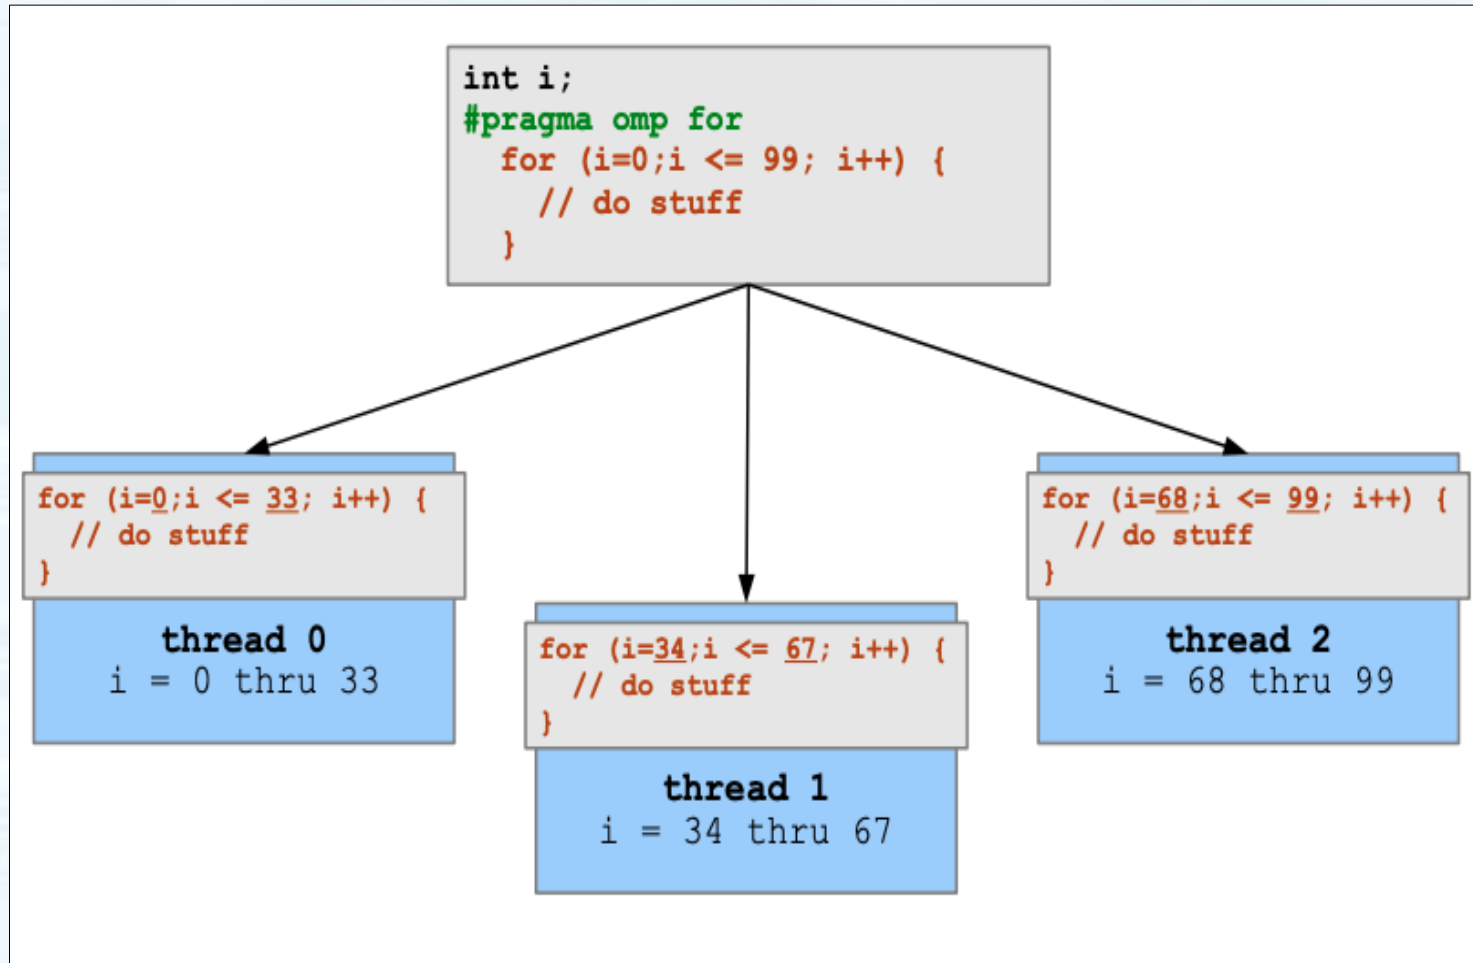 int i;
#pragma omp for
for (i=0;i <= 99; i++) {
// do stuff
}
for (i=0;i <= 33; i++) {
// do stuff
}
thread 0
i = 0 thru 33
for (i=34;i <= 67; i++) {
// do stuff
}
thread 1
i = 34 thru 67
for (i=68;i <= 99; i++) {
// do stuff
}
thread 2
i = 68 thru 99